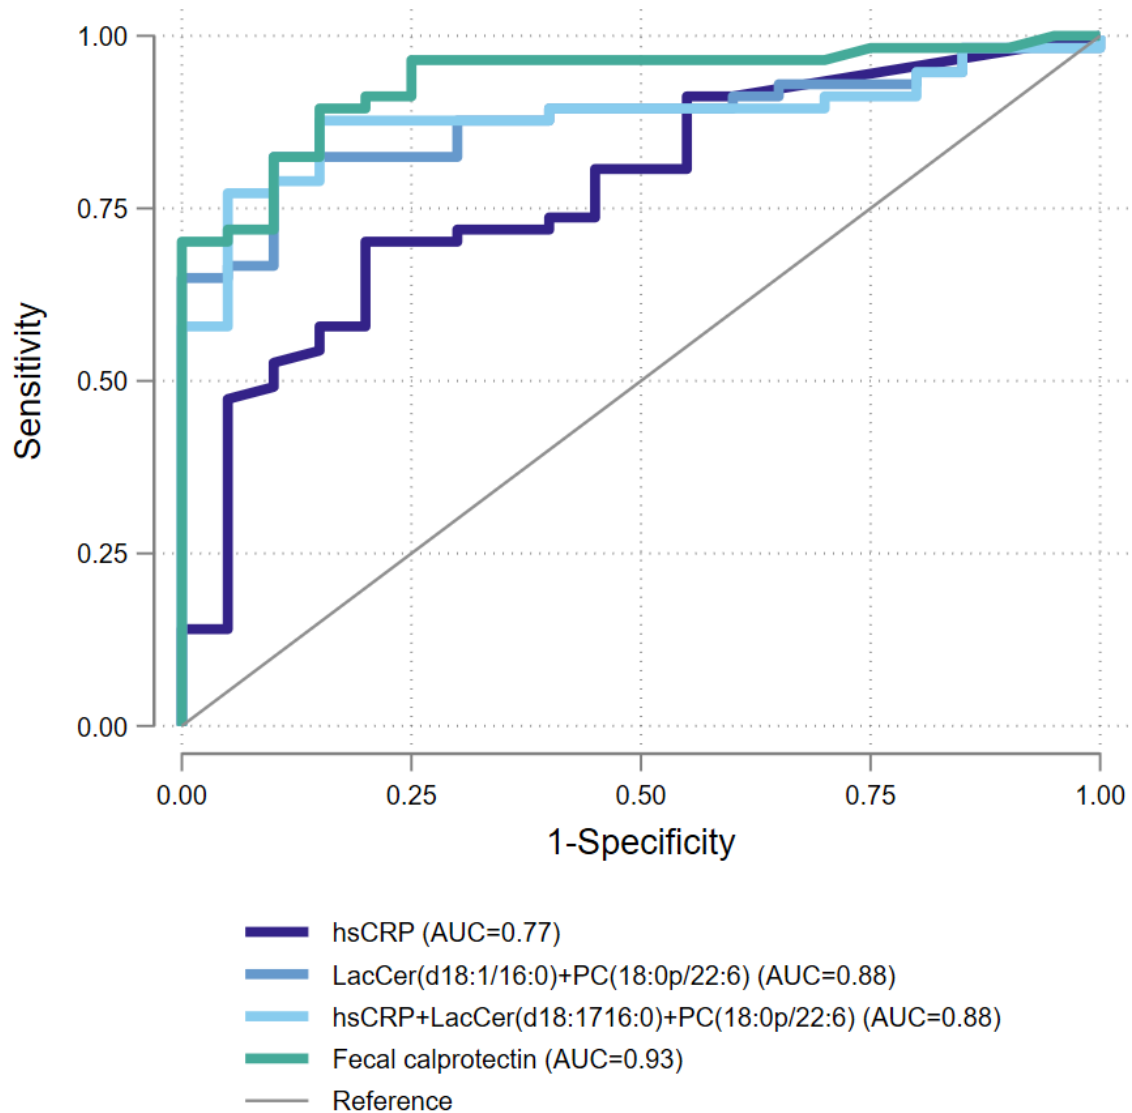 1.00
0.75
0.50
0.25
0.00
Sensitivity
0.00 0.25 0.50 0.75 1.00
1-Specificity
hsCRP (AUC=0.77)
LacCer(d18:1/16:0)+PC(18:0p/22:6) (AUC=0.88)
hsCRP+LacCer(d18:1716:0)+PC(18:0p/22:6) (AUC=0.88)
Fecal calprotectin (AUC=0.93)
Reference